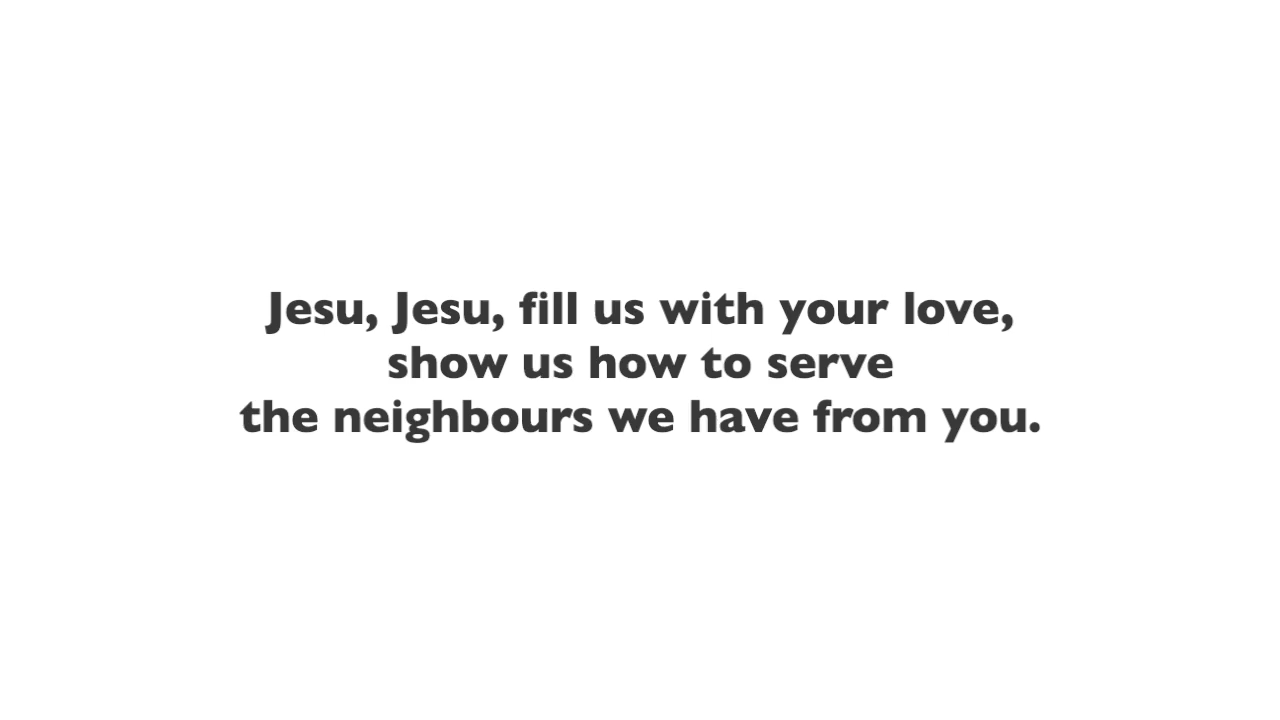 Jesu, Jesu, fill us with your love,
show us how to serve
the neighbours we have from you.